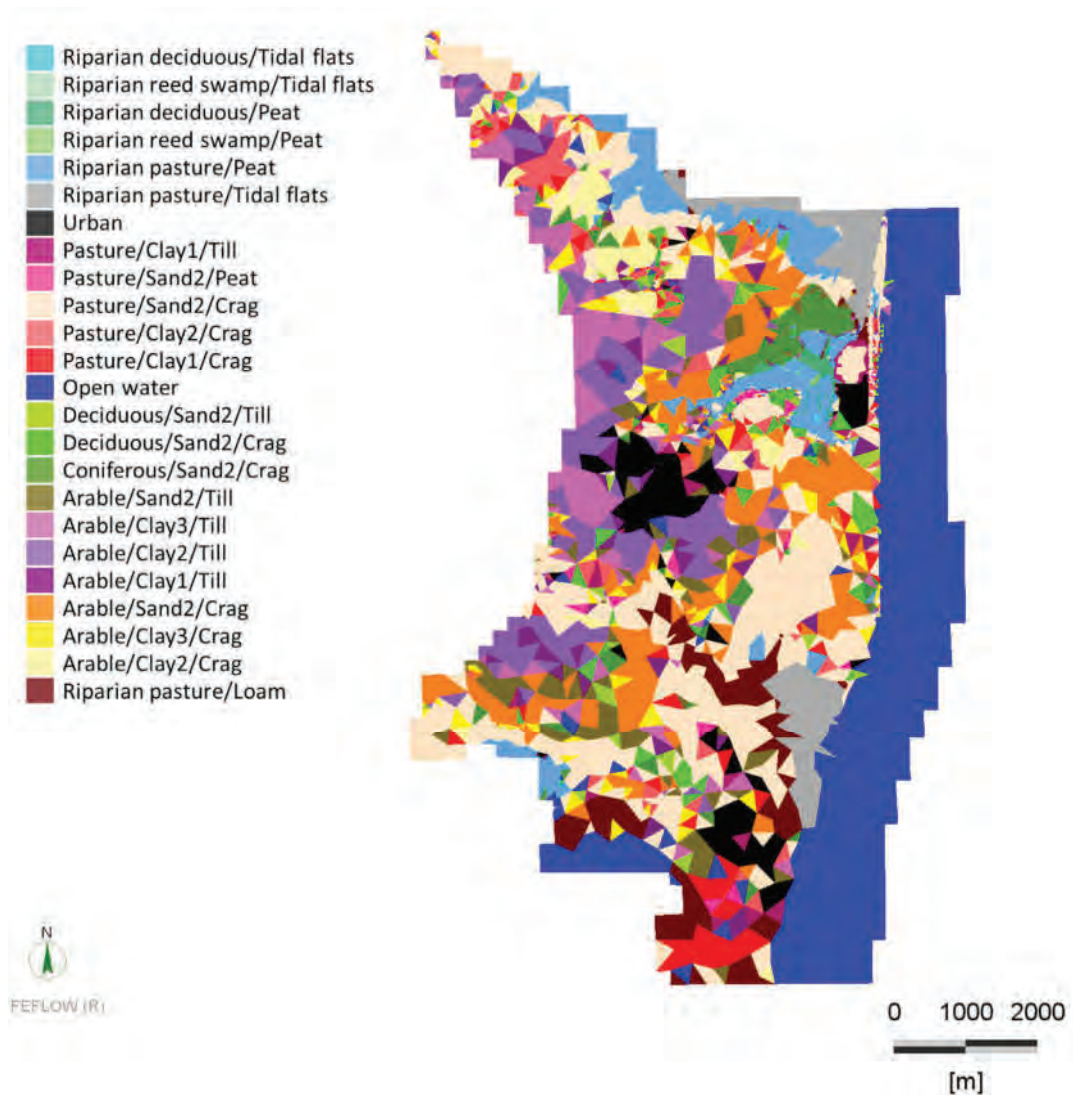 Riparian deciduous/Tidal flats
Riparian reed swamp/Tidal flats
Riparian deciduous/Peat
Riparian reed swamp/Peat
Riparian pasture/Peat
Riparian pasture/Tidal flats
Urban
Pasture/Clay1/Till
Pasture/Sand2/Peat
Pasture/Sand2/Crag
Pasture/Clay2/Crag
Pasture/Clay1/Crag
Open water
Deciduous/Sand2/Till
Deciduous/Sand2/Crag
Coniferous/Sand2/Crag
Arable/Sand2/Till
Arable/Clay3/Till
Arable/Clay2/Till
Arable/Clay1/Till
Arable/Sand2/Crag
Arable/Clay3/Crag
Arable/Clay2/Crag
Riparian pasture/Loam
N
FEFLOW (R)
0 1000 2000
[m]